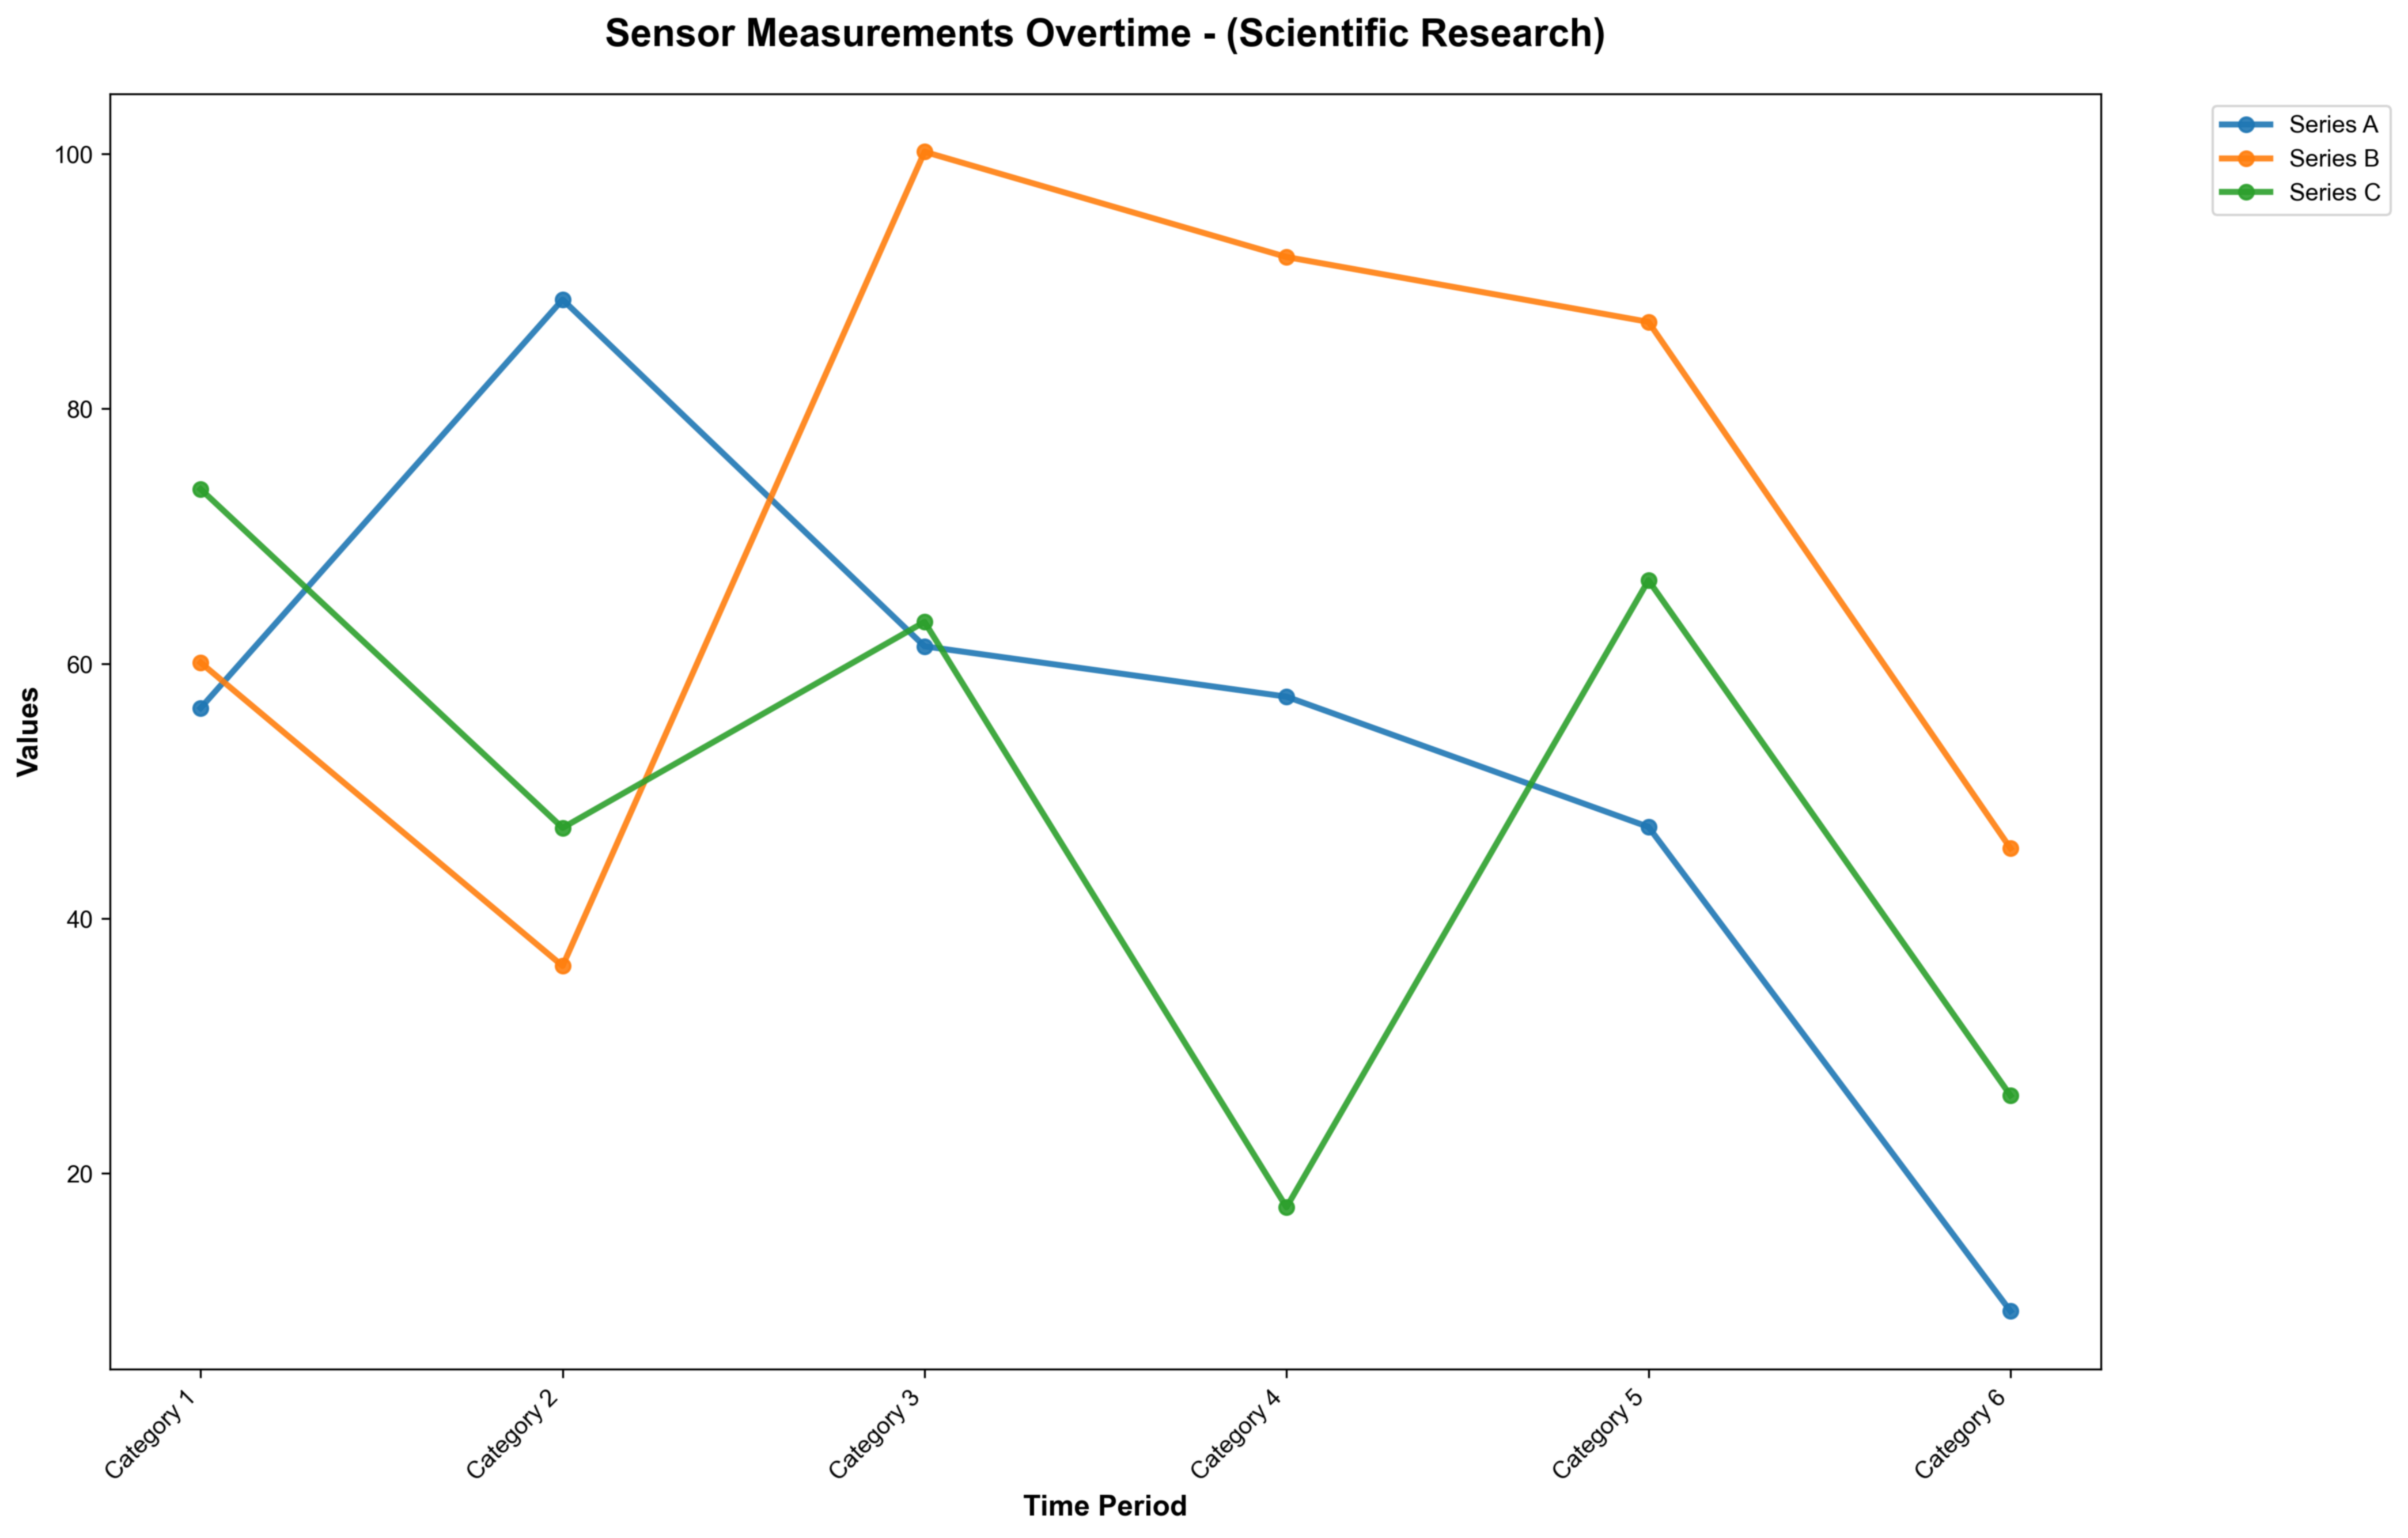 Sensor Measurements Overtime - (Scientific Research)
Series A
Series B
Series C
Values
100
80
60
40
20
Category 1
Category 2
Category 3
Category 4
Category 5
Category 6
Time Period